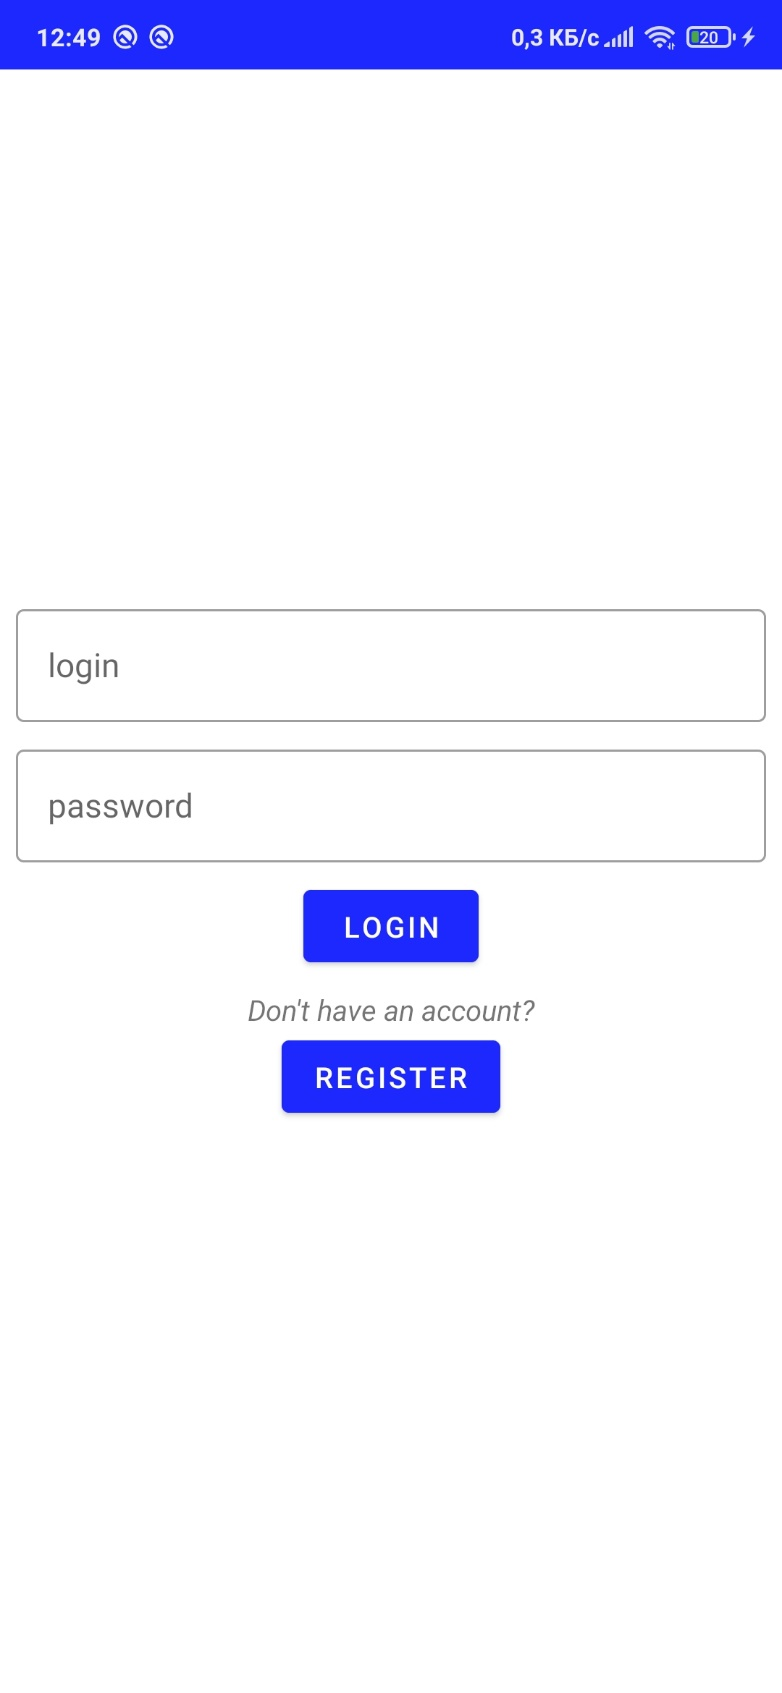 12:49 0,3 КБ/с 20
login
password
LOGIN
Don't have an account?
REGISTER